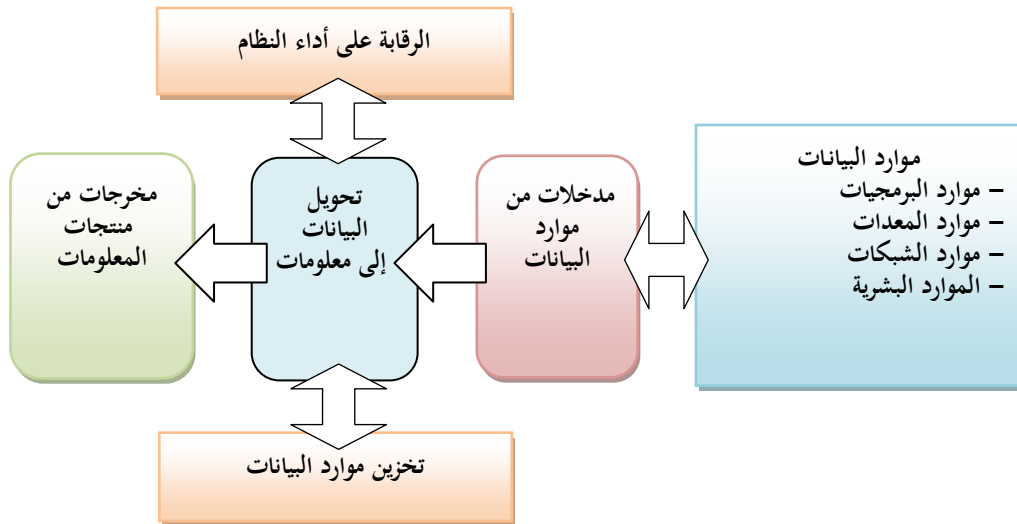 الرقابة على أداء النظام
موارد البيانات
– موارد البرمجيات
– موارد المعدات
– موارد الشبكات
– الموارد البشرية
مدخلات من
موارد
البيانات
تحويل
البيانات
إلى معلومات
مخرجات من
منتجات
المعلومات
تخزين موارد البيانات